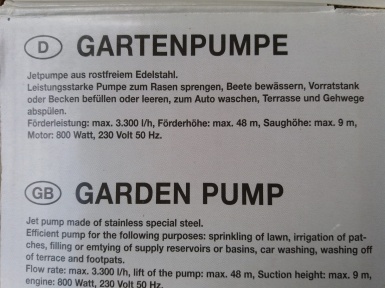 D GARTENPUMPE
Jetpumpe aus rostfreiem Edelstahl.
Leistungsstarke Pumpe zum Rasen sprengen, Beete bewässern, Vorratstank
oder Becken befüllen oder leeren, zum Auto waschen, Terrasse und Gehwege
abspülen.
Förderleistung: max. 3.300 l/h, Förderhöhe: max. 48 m, Saughöhe: max. 9 m,
Motor: 800 Watt, 230 Volt 50 Hz.
GB GARDEN PUMP
Jet pump made of stainless special steel.
Efficient pump for the following purposes: sprinkling of lawn, irrigation of pat-
ches, filling or emtying of supply reservoirs or basins, car washing, washing off
of terrace and footpats.
Flow rate: max. 3.300 l/h, lift of the pump: max. 48 m, Suction height: max. 9 m,
engine: 800 Watt, 230 Volt 50 Hz.